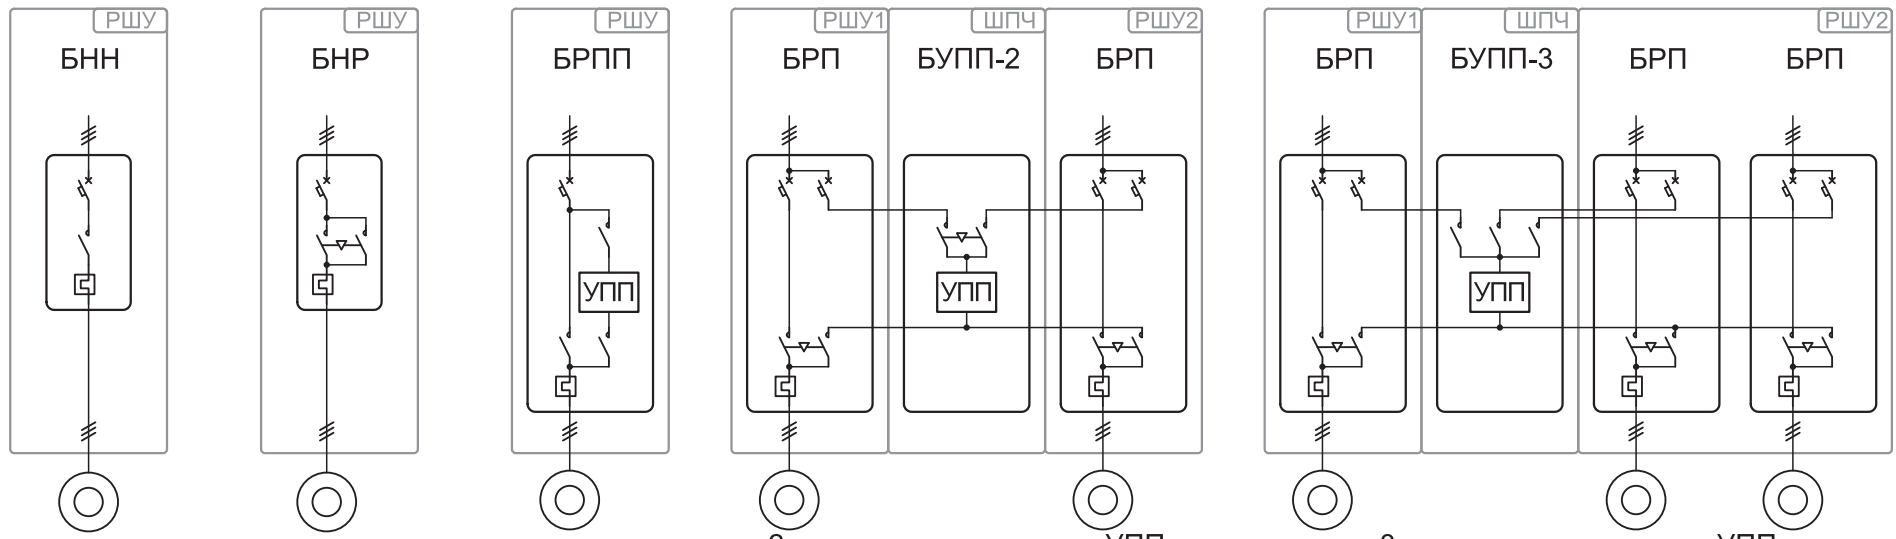 РШУ РШУ РШУ РШУ1 ШПЧ РШУ2 РШУ1 ШПЧ РШУ2
БНН БНР БРПП БРП БУПП-2 БРП БРП БУПП-3 БРП БРП
УПП УПП УПП
УПП УПП